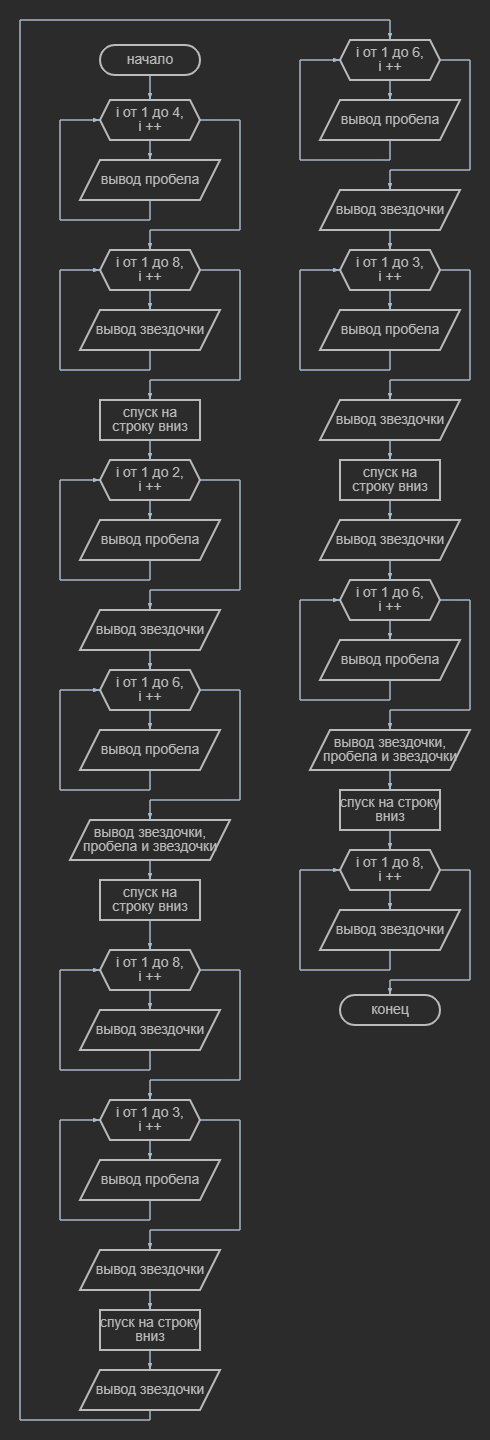 начало
i от 1 до 4,
i ++
вывод пробела
i от 1 до 8,
i ++
вывод звездочки
спуск на
строку вниз
i от 1 до 2,
i ++
вывод пробела
вывод звездочки
i от 1 до 6,
i ++
вывод пробела
вывод звездочки,
пробела и звездочки
спуск на
строку вниз
i от 1 до 8,
i ++
вывод звездочки
i от 1 до 3,
i ++
вывод пробела
вывод звездочки
спуск на строку
вниз
вывод звездочки
i от 1 до 6,
i ++
вывод пробела
вывод звездочки
i от 1 до 3,
i ++
вывод пробела
вывод звездочки
спуск на
строку вниз
вывод звездочки
i от 1 до 6,
i ++
вывод пробела
вывод звездочки,
пробела и звездочки
спуск на строку
вниз
i от 1 до 8,
i ++
вывод звездочки
конец